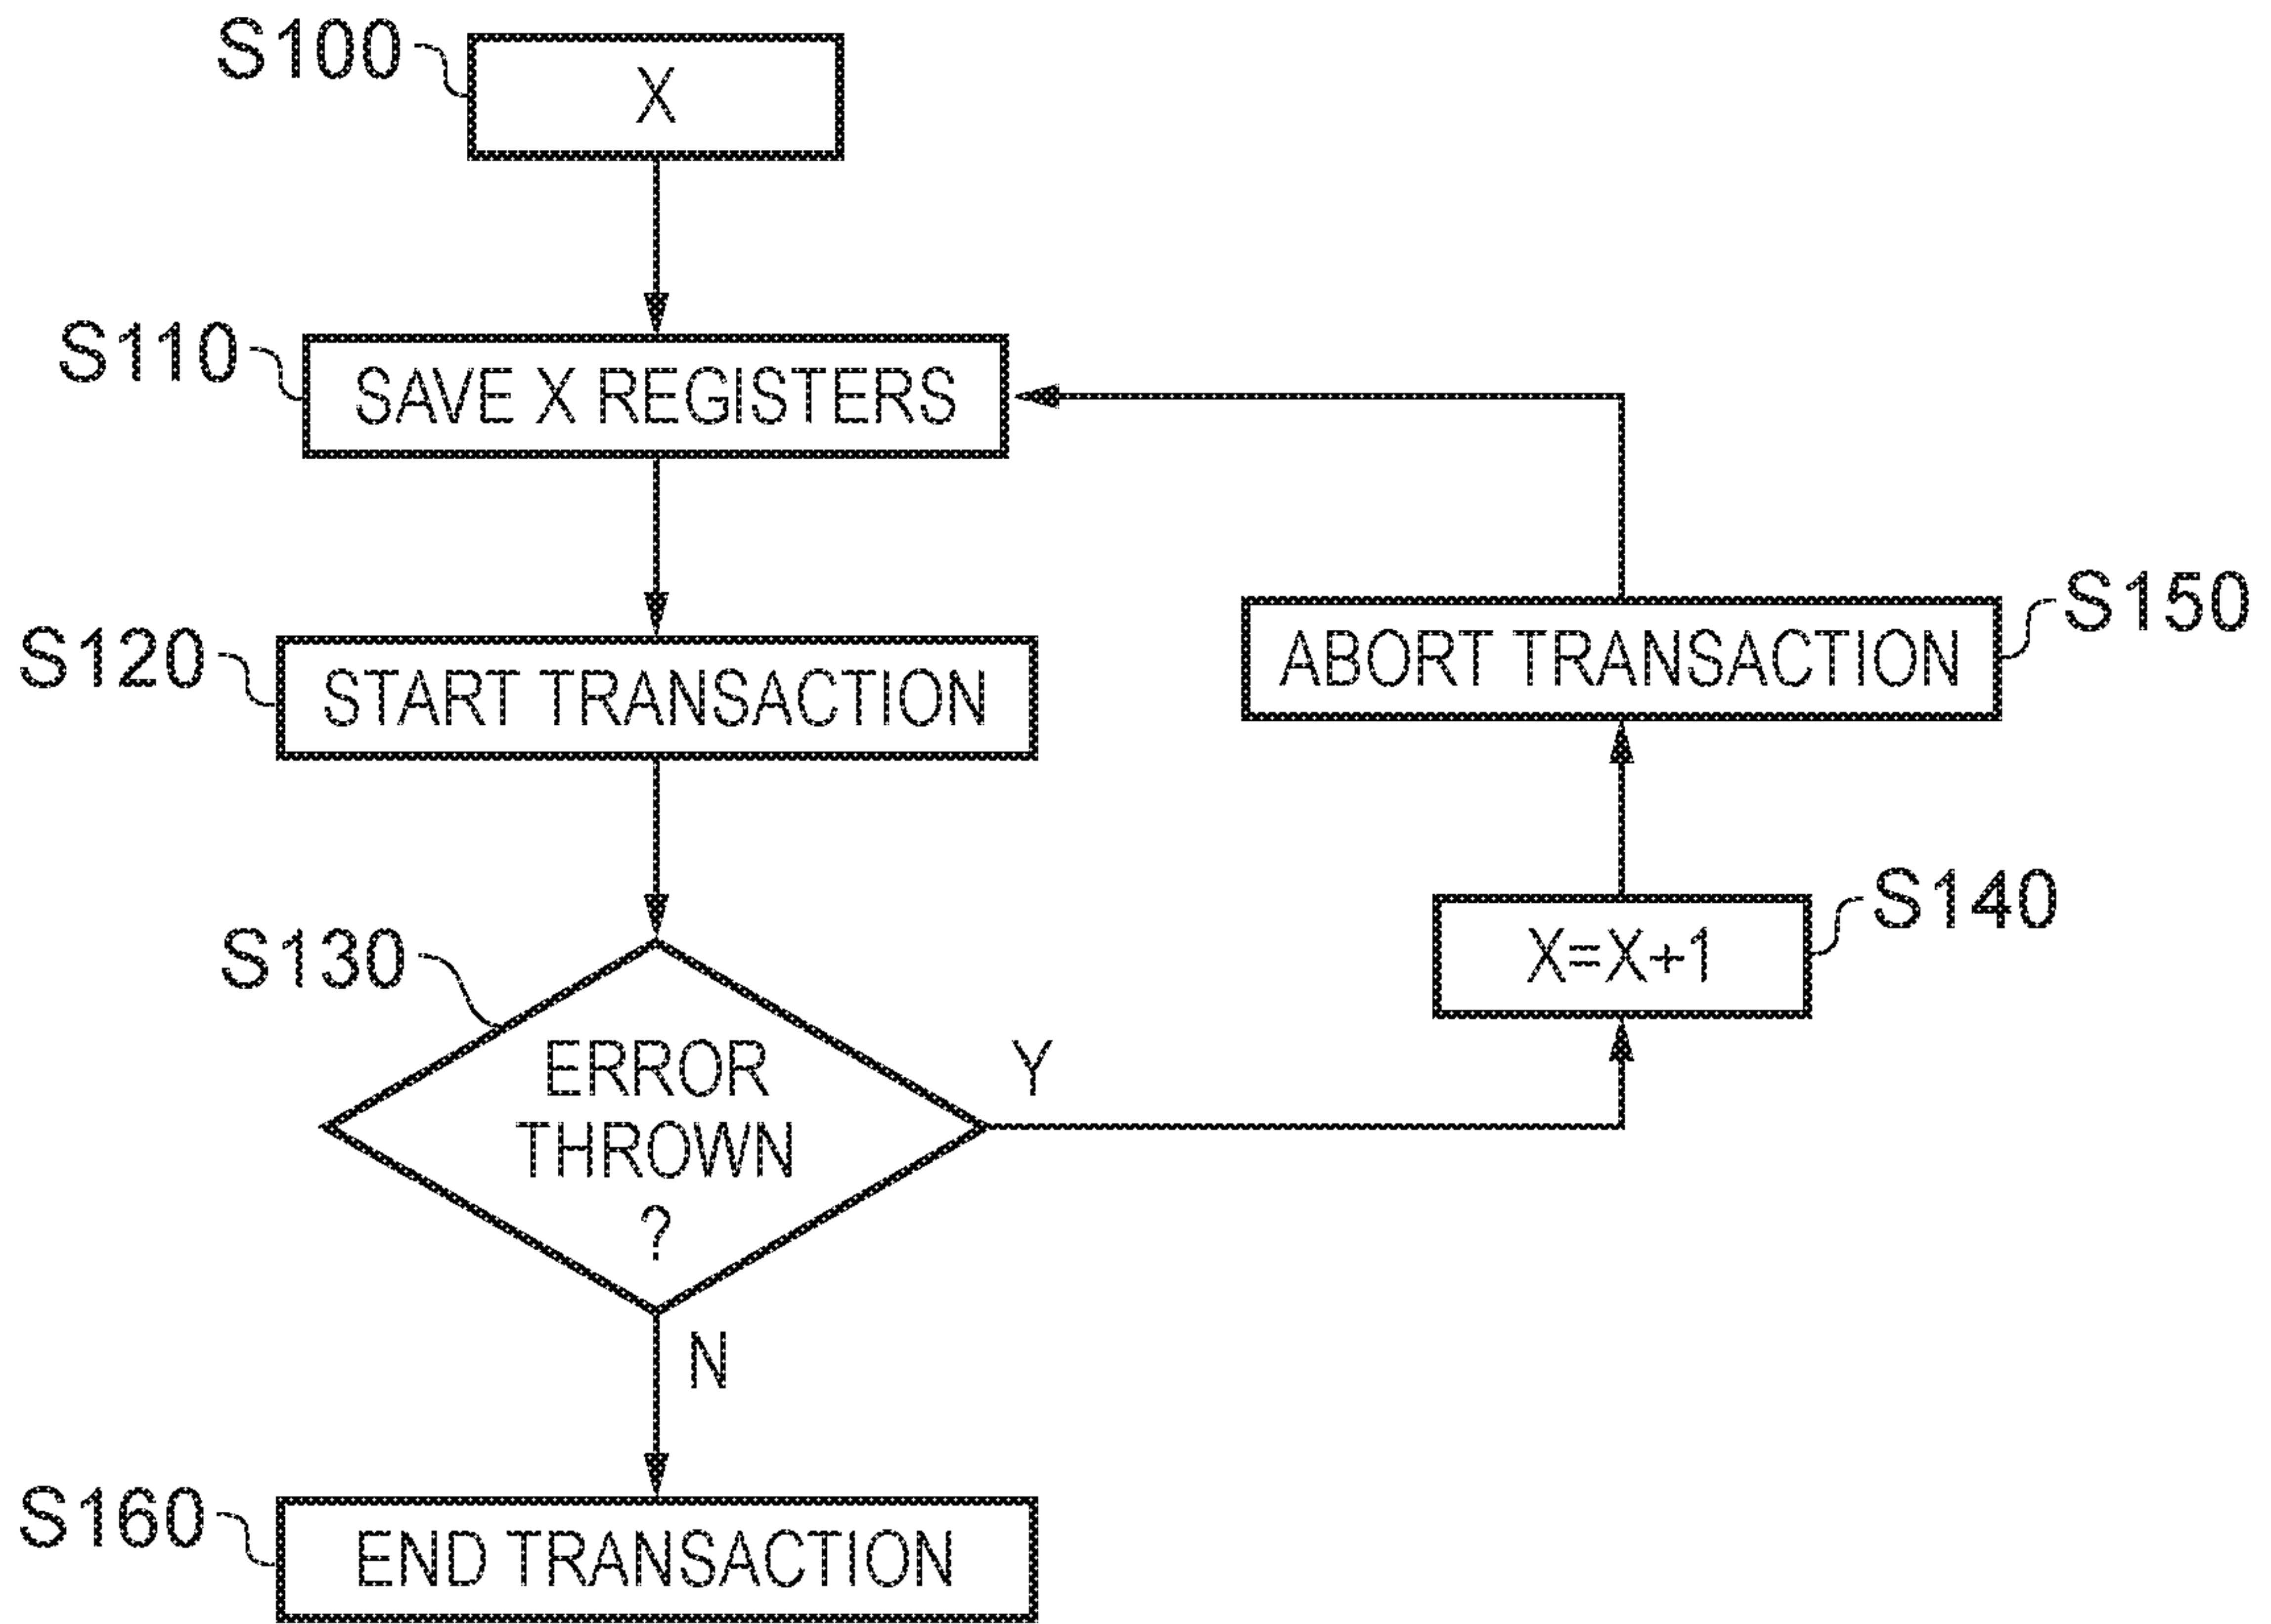 S100
X
S110
SAVE X REGISTERS
S120
START TRANSACTION
S150
ABORT TRANSACTION
S140
X=X+1
S130
ERROR
THROWN
?
Y
N
S160
END TRANSACTION